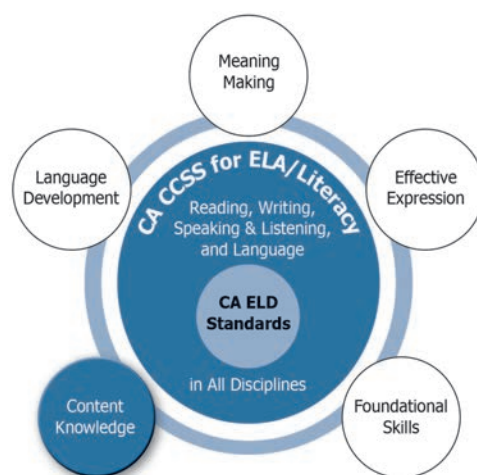 Meaning
Making
Language
Development
Effective
Expression
CA CCSS for ELA/Literacy
Reading, Writing,
Speaking & Listening,
and Language
CA ELD
Standards
in All Disciplines
Content
Knowledge
Foundational
Skills